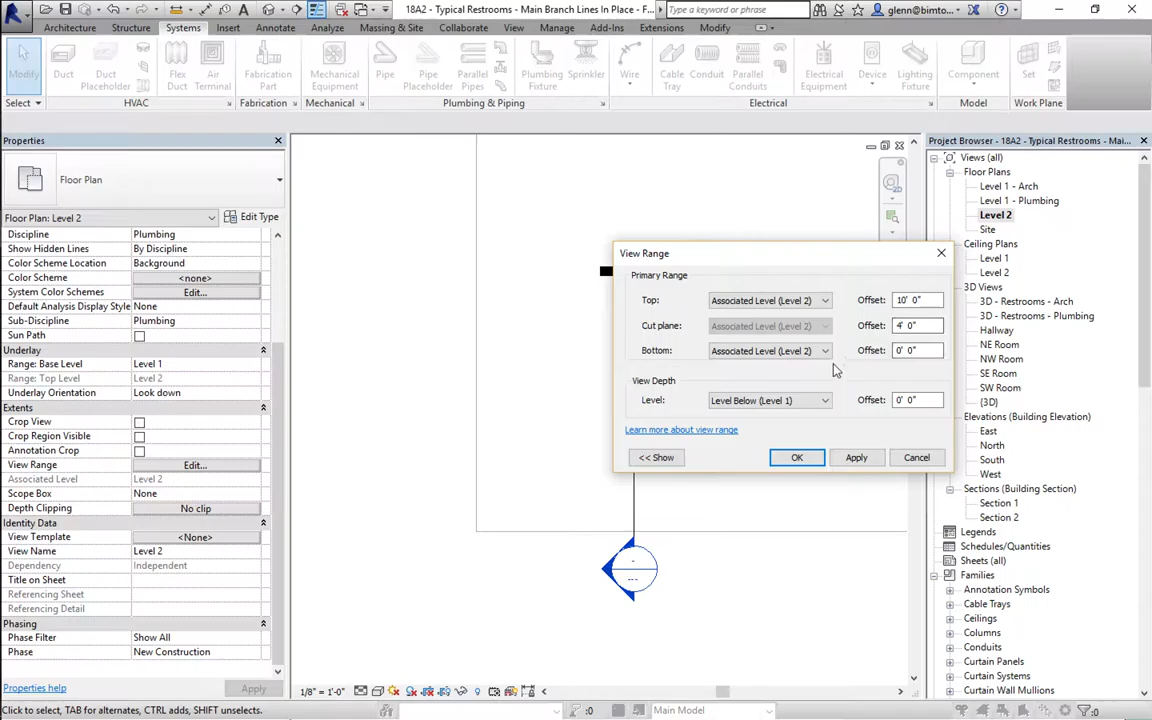 18A2 - Typical Restrooms - Main Branch Lines In Place - F...
Type a keyword or phrase
glenn@bimto...
Architecture Structure Systems Insert Annotate Analyze Massing & Site Collaborate View Manage Add-Ins Extensions Modify
Modify
Duct
Duct Placeholder
Flex Duct
Air Terminal
Fabrication Part
Mechanical Equipment
Pipe
Pipe Placeholder
Parallel Pipes
Plumbing Fixture
Sprinkler
Wire
Cable Tray
Conduit
Parallel Conduits
Electrical Equipment
Device
Lighting Fixture
Component
Set
Select HVAC Fabrication Mechanical Plumbing & Piping Electrical Model Work Plane
Properties
Floor Plan
Floor Plan: Level 2 Edit Type
Discipline Plumbing
Show Hidden Lines By Discipline
Color Scheme Location Background
Color Scheme <none>
System Color Schemes Edit...
Default Analysis Display Style None
Sub-Discipline Plumbing
Sun Path
Underlay
Range: Base Level Level 1
Range: Top Level Level 2
Underlay Orientation Look down
Extents
Crop View
Crop Region Visible
Annotation Crop
View Range Edit...
Associated Level Level 2
Scope Box None
Depth Clipping No clip
Identity Data
View Template <None>
View Name Level 2
Dependency Independent
Title on Sheet
Referencing Sheet
Referencing Detail
Phasing
Phase Filter Show All
Phase New Construction
Properties help Apply
View Range
Primary Range
Top: Associated Level (Level 2) Offset: 10' 0"
Cut plane: Associated Level (Level 2) Offset: 4' 0"
Bottom: Associated Level (Level 2) Offset: 0' 0"
View Depth
Level: Level Below (Level 1) Offset: 0' 0"
Learn more about view range
<< Show OK Apply Cancel
Project Browser - 18A2 - Typical Restrooms - Mai...
Views (all)
Floor Plans
Level 1 - Arch
Level 1 - Plumbing
Level 2
Site
Ceiling Plans
Level 1
Level 2
3D Views
3D - Restrooms - Arch
3D - Restrooms - Plumbing
Hallway
NE Room
NW Room
SE Room
SW Room
{3D}
Elevations (Building Elevation)
East
North
South
West
Sections (Building Section)
Section 1
Section 2
Legends
Schedules/Quantities
Sheets (all)
Families
Annotation Symbols
Cable Trays
Ceilings
Columns
Conduits
Curtain Panels
Curtain Systems
Curtain Wall Mullions
1/8" = 1'-0"
Click to select, TAB for alternates, CTRL adds, SHIFT unselects. :0 Main Model :0